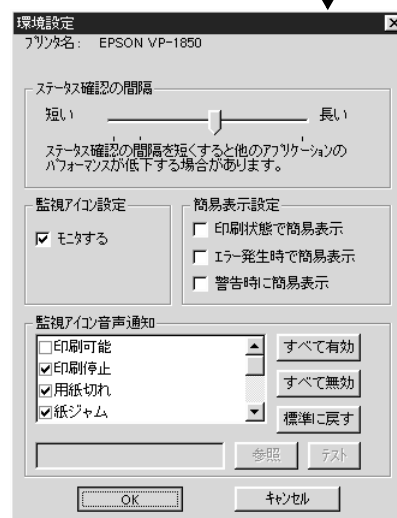 環境設定
プリンタ名: EPSON VP-1850
ステータス確認の間隔
短い 長い
ステータス確認の間隔を短くすると他のアプリケーションの
パフォーマンスが低下する場合があります。
監視アイコン設定
モニタする
簡易表示設定
印刷状態で簡易表示
エラー発生時で簡易表示
警告時に簡易表示
監視アイコン音声通知
印刷可能
印刷停止
用紙切れ
紙ジャム
すべて有効
すべて無効
標準に戻す
参照 テスト
OK キャンセル